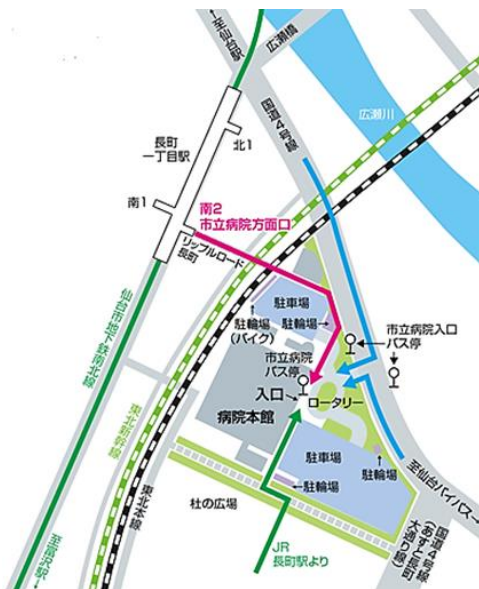 ←至仙台駅
広瀬橋
国道4号線
広瀬川
長町
一丁目駅
北1
南1
南2
市立病院方面口
リップルロード
長町
駐車場
駐輪場
(バイク)
駐輪場
市立病院入口
バス停
市立病院
バス停
入口
ロータリー
病院本館
仙台市地下鉄南北線
東北新幹線
東北本線
駐車場
駐輪場
駐輪場
杜の広場
至仙台バイパス→
国道4号線
(あすと長町
大通り線)
JR
長町駅より
至富沢駅→